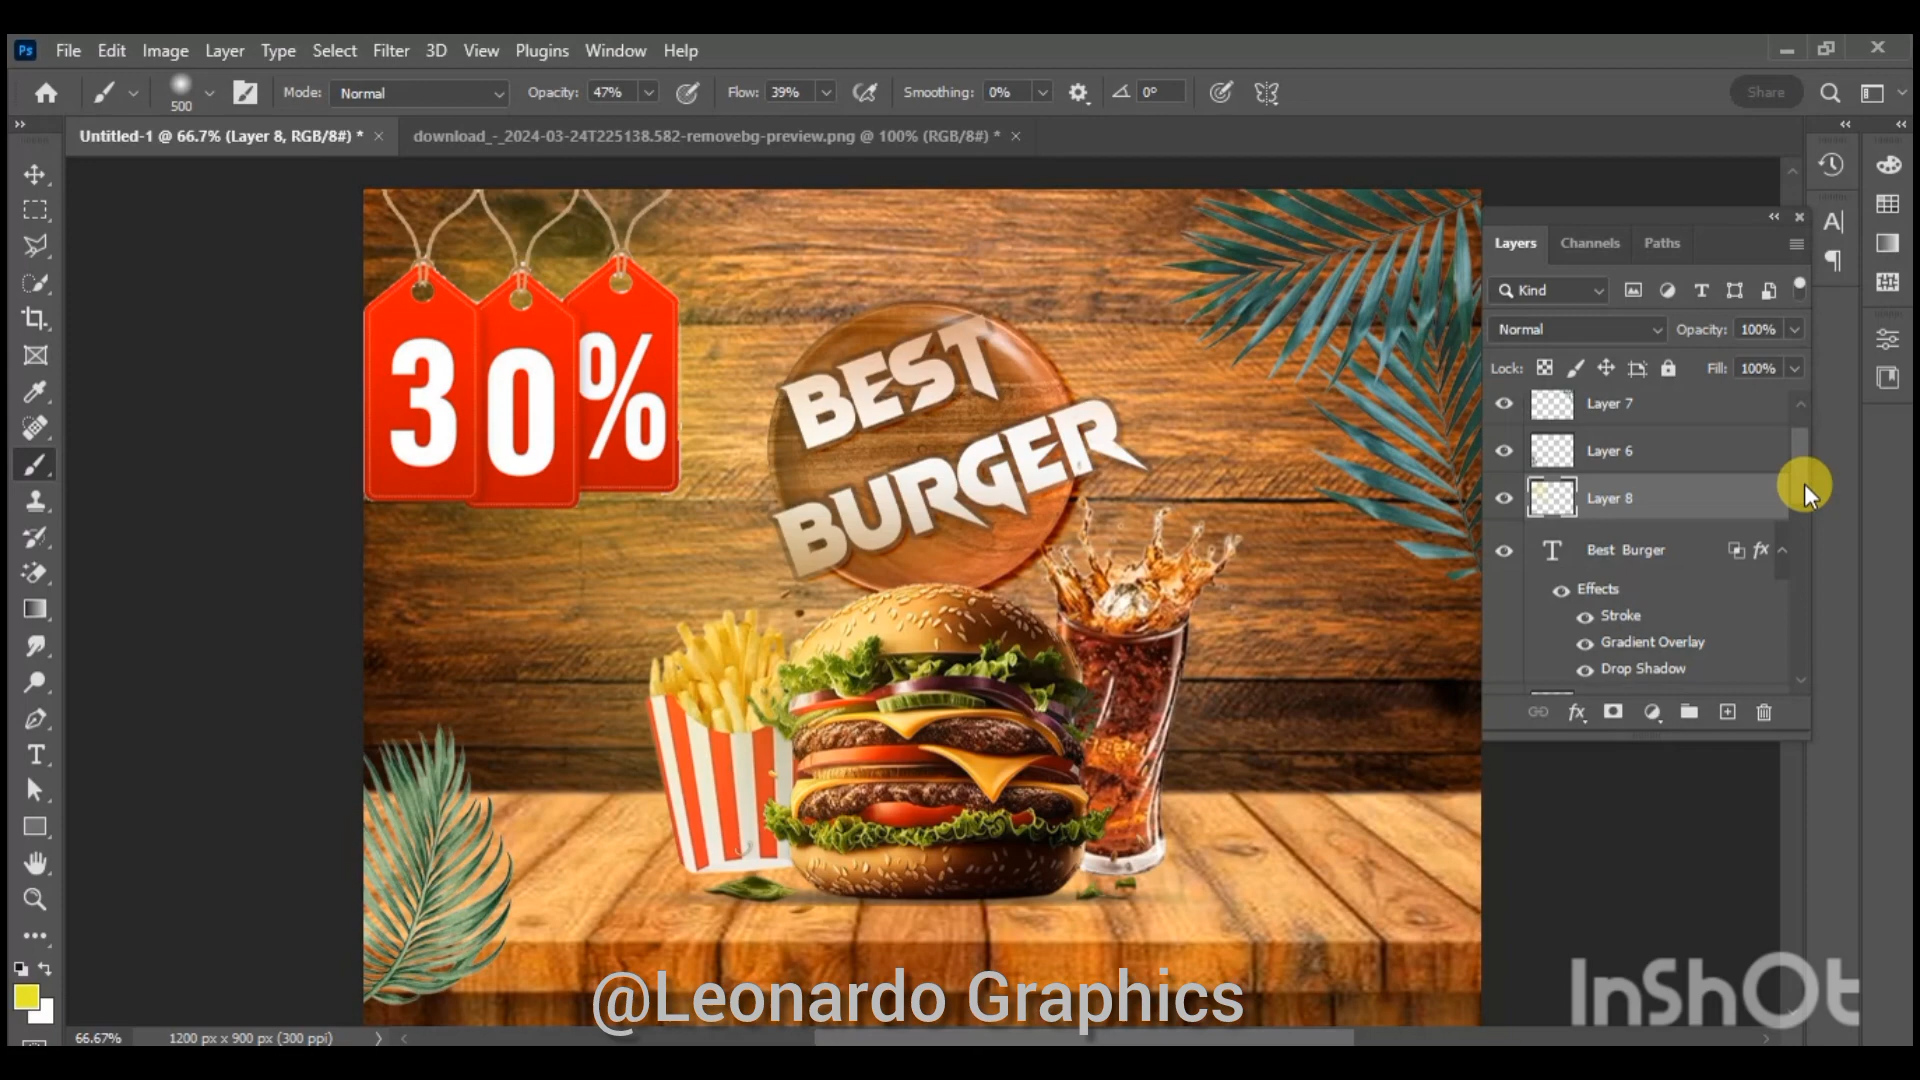 Ps File Edit Image Layer Type Select Filter 3D View Plugins Window Help
500 Mode: Normal Opacity: 47% Flow: 39% Smoothing: 0% 0° Share
Untitled-1 @ 66.7% (Layer 8, RGB/8#) * download_-_2024-03-24T225138.582-removebg-preview.png @ 100% (RGB/8#) *
30%
BEST
BURGER
Layers Channels Paths
Kind
Normal Opacity: 100%
Lock: Fill: 100%
Layer 7
Layer 6
Layer 8
T Best Burger fx
Effects
Stroke
Gradient Overlay
Drop Shadow
fx
@Leonardo Graphics
InShOt
66.67% 1200 px x 900 px (300 ppi)